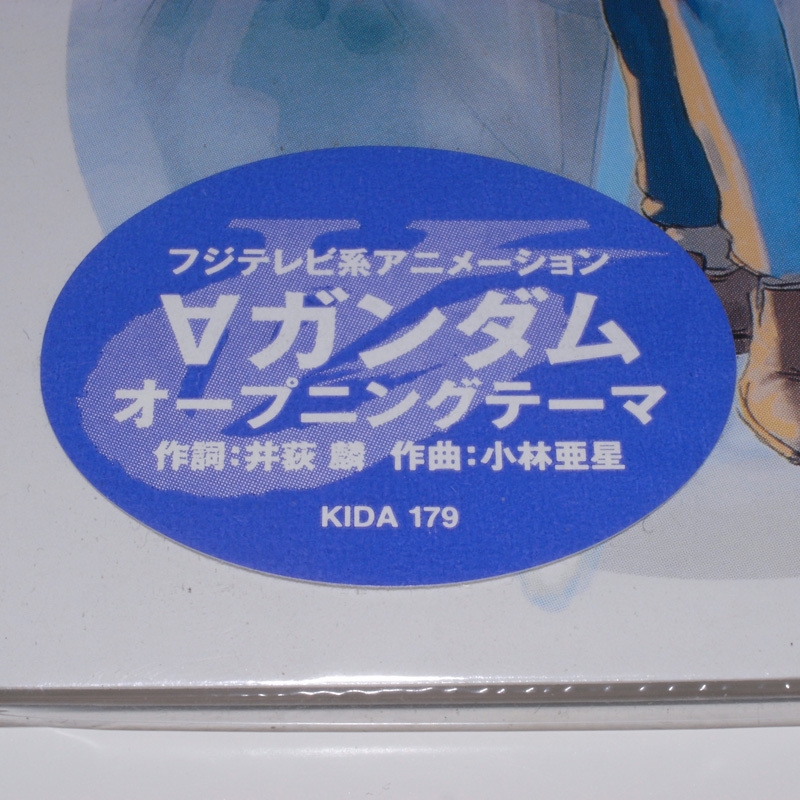 フジテレビ系アニメーション
∀ガンダム
オープニングテーマ
作詞:井荻 麟 作曲:小林亜星
KIDA 179